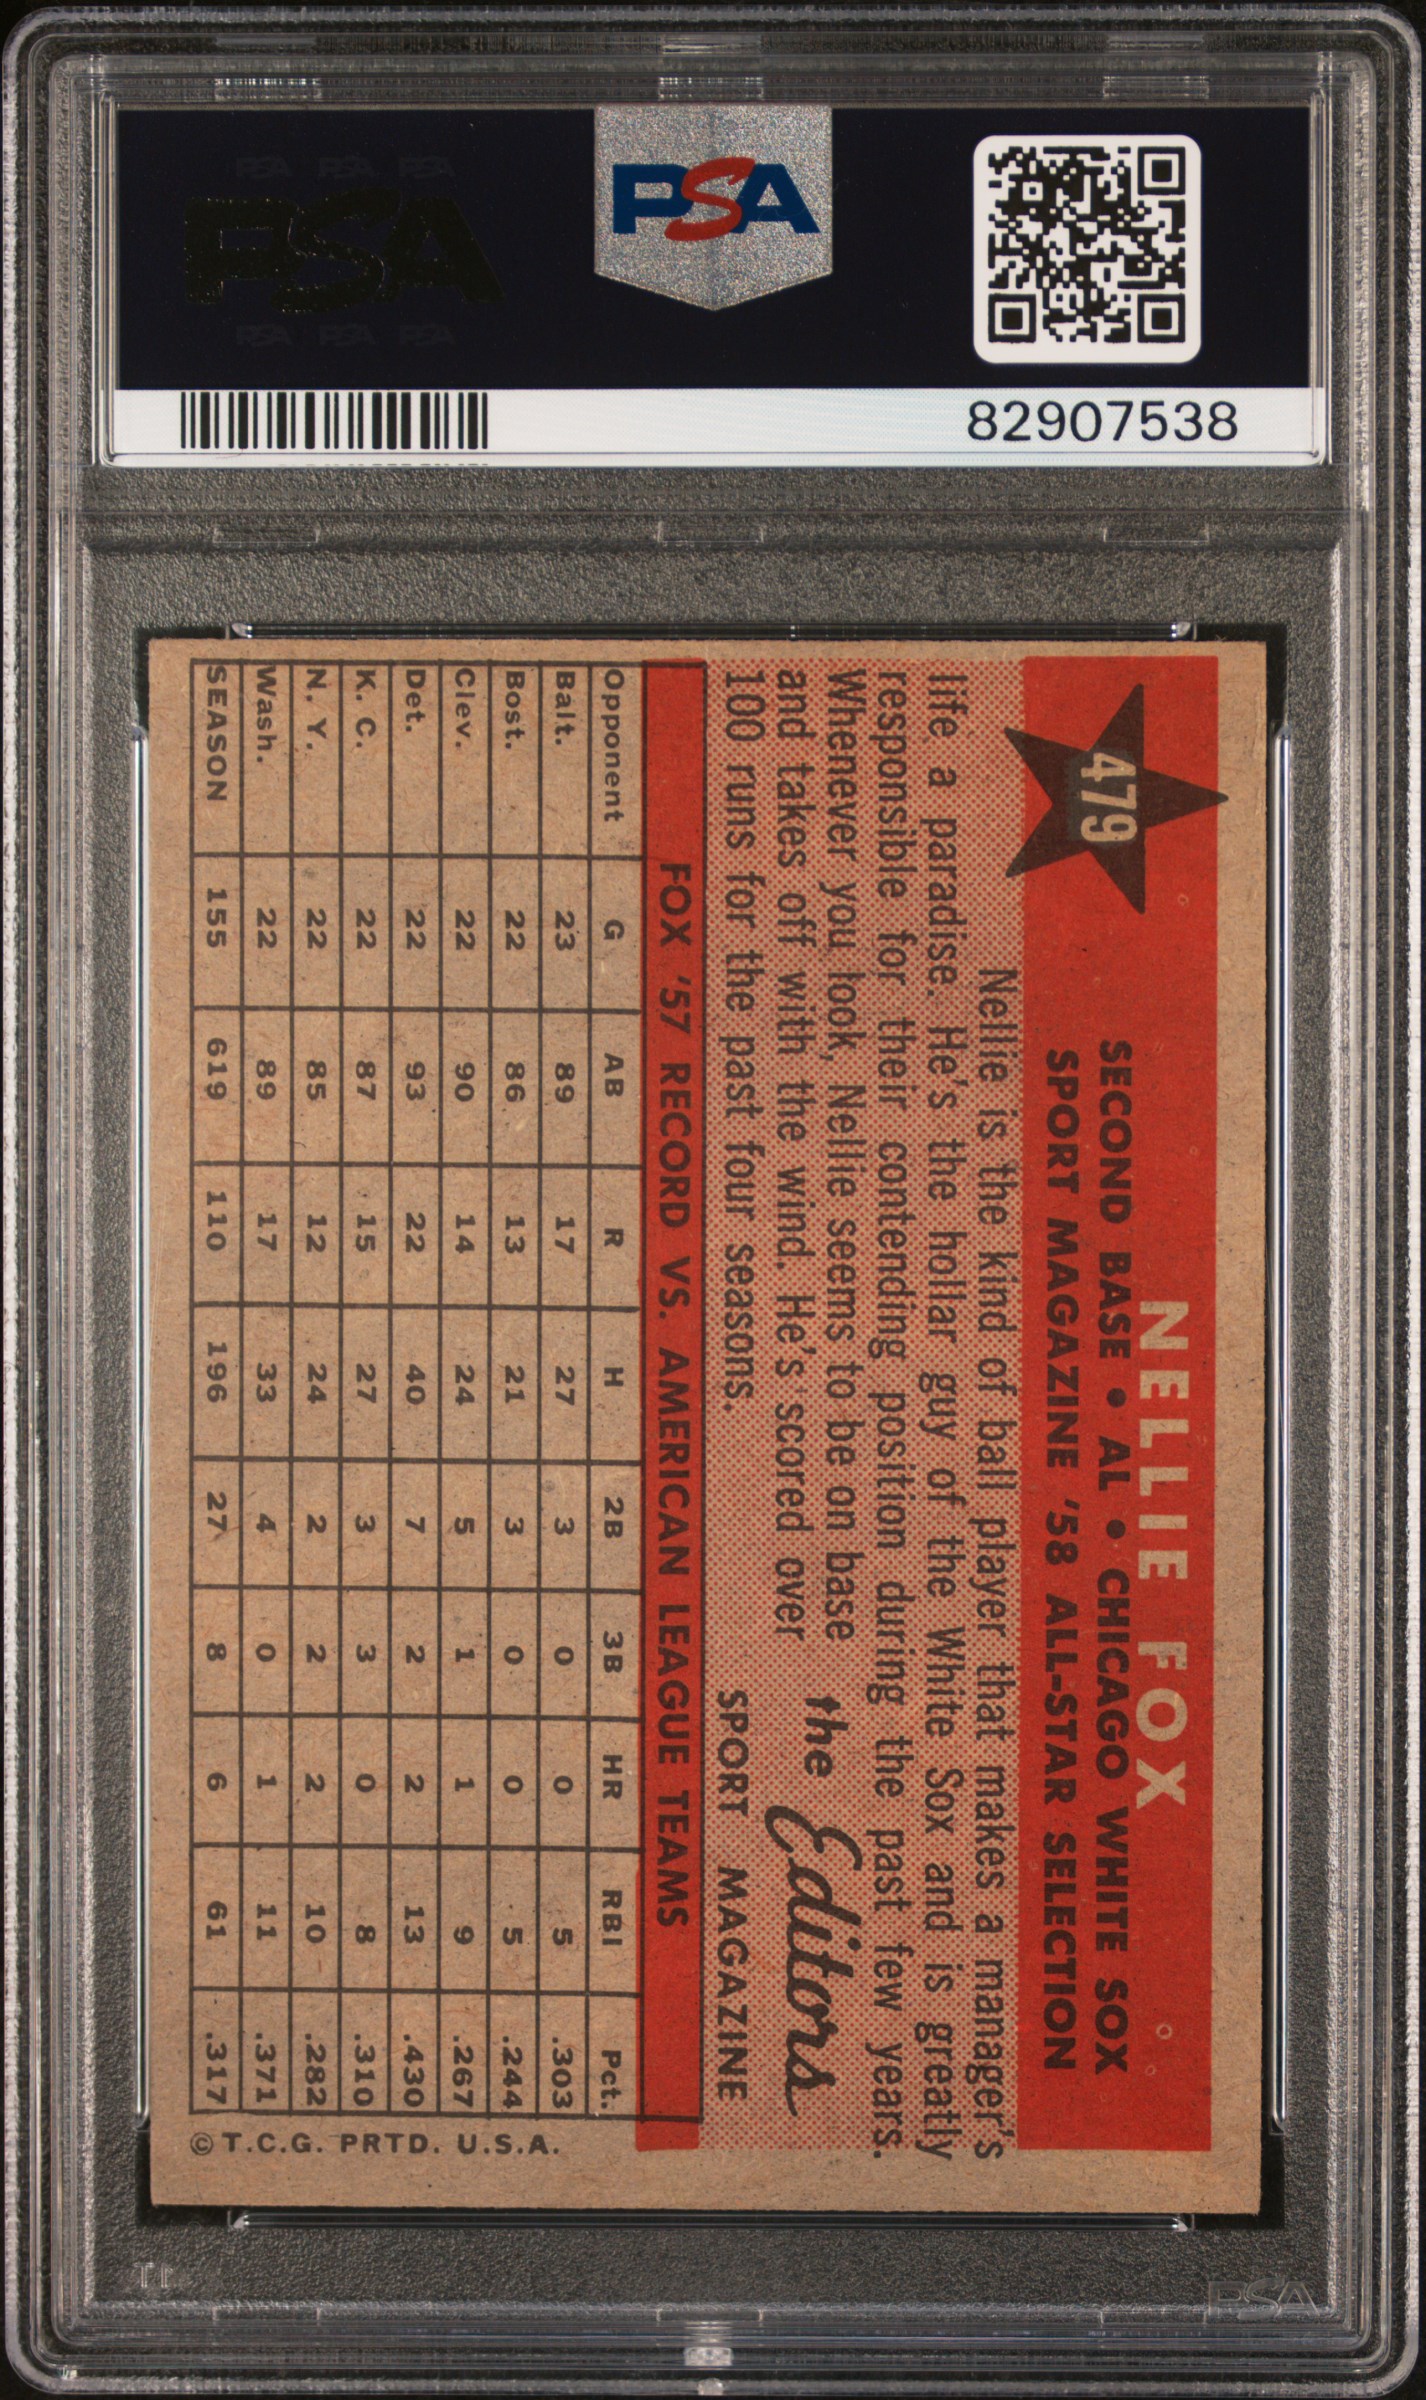 PSA
PSA PSA PSA
PSA
PSA PSA PSA
82907538
479
NELLIE FOX
SECOND BASE • AL • CHICAGO WHITE SOX
SPORT MAGAZINE '58 ALL-STAR SELECTION
Nellie is the kind of ball player that makes a manager's
life a paradise. He's the hollar guy of the White Sox and is greatly
responsible for their contending position during the past few years.
Whenever you look, Nellie seems to be on base
and takes off with the wind. He's scored over
100 runs for the past four seasons.
the Editors
SPORT MAGAZINE
FOX '57 RECORD VS. AMERICAN LEAGUE TEAMS
Opponent G AB R H 2B 3B HR RBI Pct.
Balt. 23 89 17 27 3 0 0 5 .303
Bost. 22 86 13 21 3 0 0 5 .244
Clev. 22 90 14 24 5 1 1 9 .267
Det. 22 93 22 40 7 2 2 13 .430
K. C. 22 87 15 27 3 3 0 8 .310
N. Y. 22 85 12 24 2 2 2 10 .282
Wash. 22 89 17 33 4 0 1 11 .371
SEASON 155 619 110 196 27 8 6 61 .317
© T.C.G. PRTD. U.S.A.
PSA